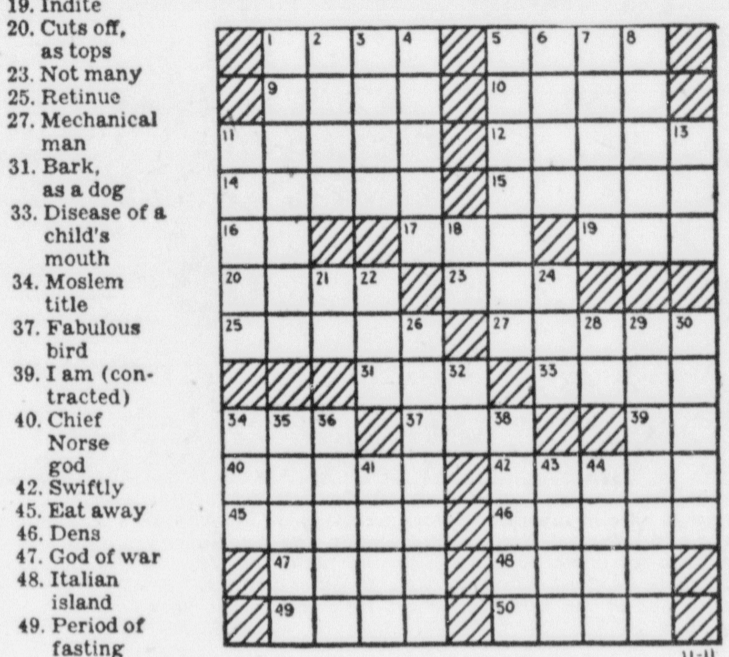 19. Indite
20. Cuts off,
as tops
23. Not many
25. Retinue
27. Mechanical
man
31. Bark,
as a dog
33. Disease of a
child's
mouth
34. Moslem
title
37. Fabulous
bird
39. I am (con-
tracted)
40. Chief
Norse
god
42. Swiftly
45. Eat away
46. Dens
47. God of war
48. Italian
island
49. Period of
fasting
1 2 3 4 5 6 7 8
9 10
11 12 13
14 15
16 17 18 19
20 21 22 23 24
25 26 27 28 29 30
31 32 33
34 35 36 37 38 39
40 41 42 43 44
45 46
47 48
49 50
11-11